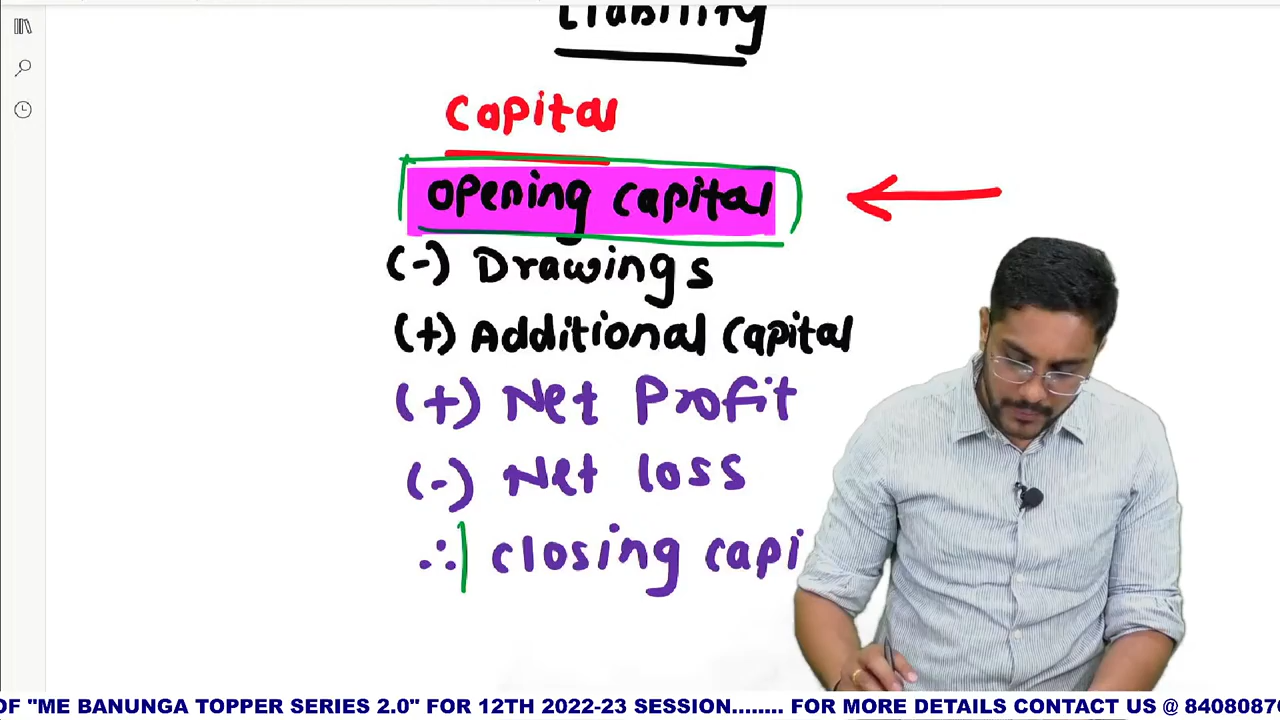 Liability
Capital
opening capital
(-) Drawings
(+) Additional capital
(+) Net Profit
(-) Net loss
∴ closing capi
OF "ME BANUNGA TOPPER SERIES 2.0" FOR 12TH 2022-23 SESSION........ FOR MORE DETAILS CONTACT US @ 8408087